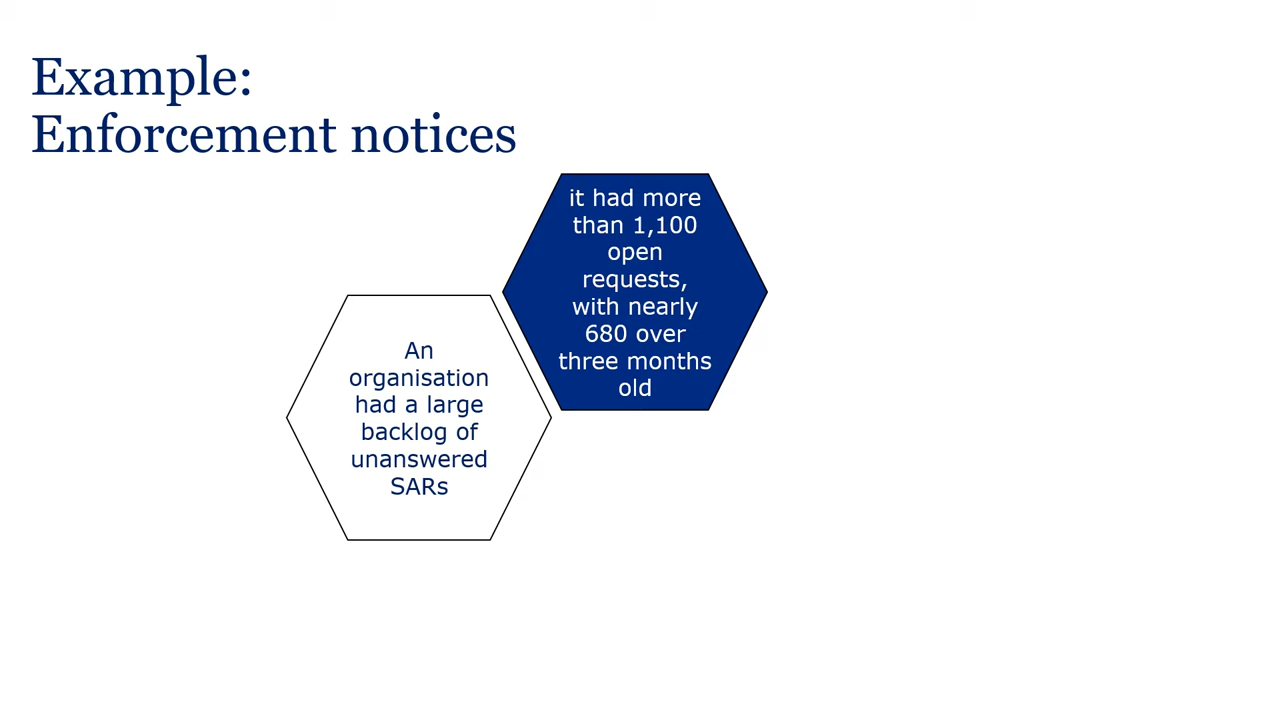 Example:
Enforcement notices
An
organisation
had a large
backlog of
unanswered
SARs
it had more
than 1,100
open
requests,
with nearly
680 over
three months
old